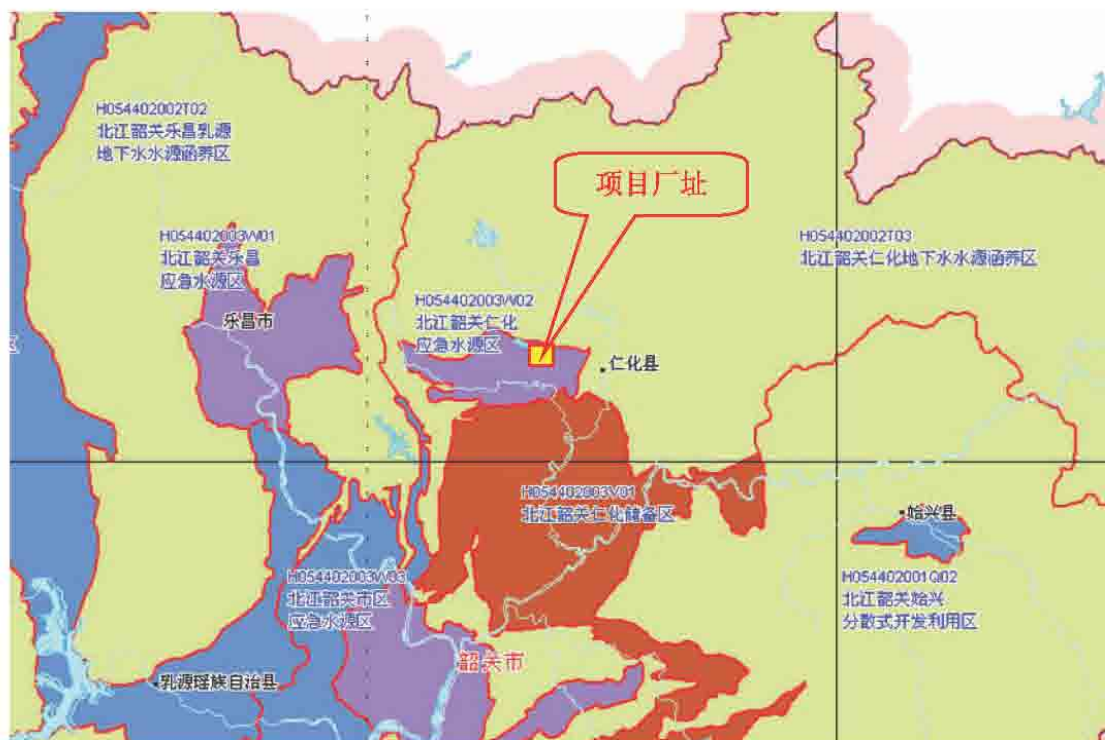 H054402002T02
北江韶关乐昌乳源
地下水水源涵养区
项目厂址
H054402003W01
北江韶关乐昌
应急水源区
乐昌市
H054402002T03
北江韶关仁化地下水水源涵养区
H054402003W02
北江韶关仁化
应急水源区
仁化县
区
H054402003V01
北江韶关仁化储备区
始兴县
H054402001Q02
北江韶关始兴
分散式开发利用区
H054402003W03
北江韶关市区
应急水源区
韶关市
乳源瑶族自治县